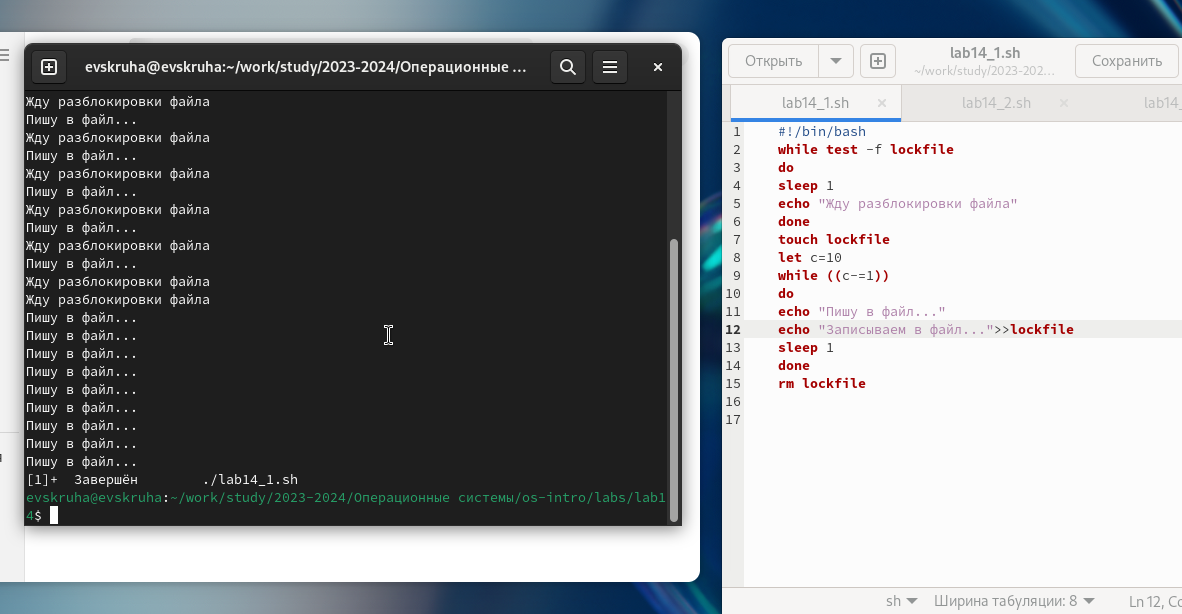 evskruha@evskruha:~/work/study/2023-2024/Операционные ...
Жду разблокировки файла
Пишу в файл...
Жду разблокировки файла
Пишу в файл...
Жду разблокировки файла
Пишу в файл...
Жду разблокировки файла
Пишу в файл...
Жду разблокировки файла
Пишу в файл...
Жду разблокировки файла
Жду разблокировки файла
Пишу в файл...
Пишу в файл...
Пишу в файл...
Пишу в файл...
Пишу в файл...
Пишу в файл...
Пишу в файл...
Пишу в файл...
Пишу в файл...
[1]+  Завершён        ./lab14_1.sh
evskruha@evskruha:~/work/study/2023-2024/Операционные системы/os-intro/labs/lab1
4$
Открыть
lab14_1.sh
~/work/study/2023-202...
Сохранить
lab14_1.sh ×
lab14_2.sh ×
lab14_
1 #!/bin/bash
2 while test -f lockfile
3 do
4 sleep 1
5 echo "Жду разблокировки файла"
6 done
7 touch lockfile
8 let c=10
9 while ((c-=1))
10 do
11 echo "Пишу в файл..."
12 echo "Записываем в файл...">>lockfile
13 sleep 1
14 done
15 rm lockfile
16
17
sh
Ширина табуляции: 8
Ln 12, Co